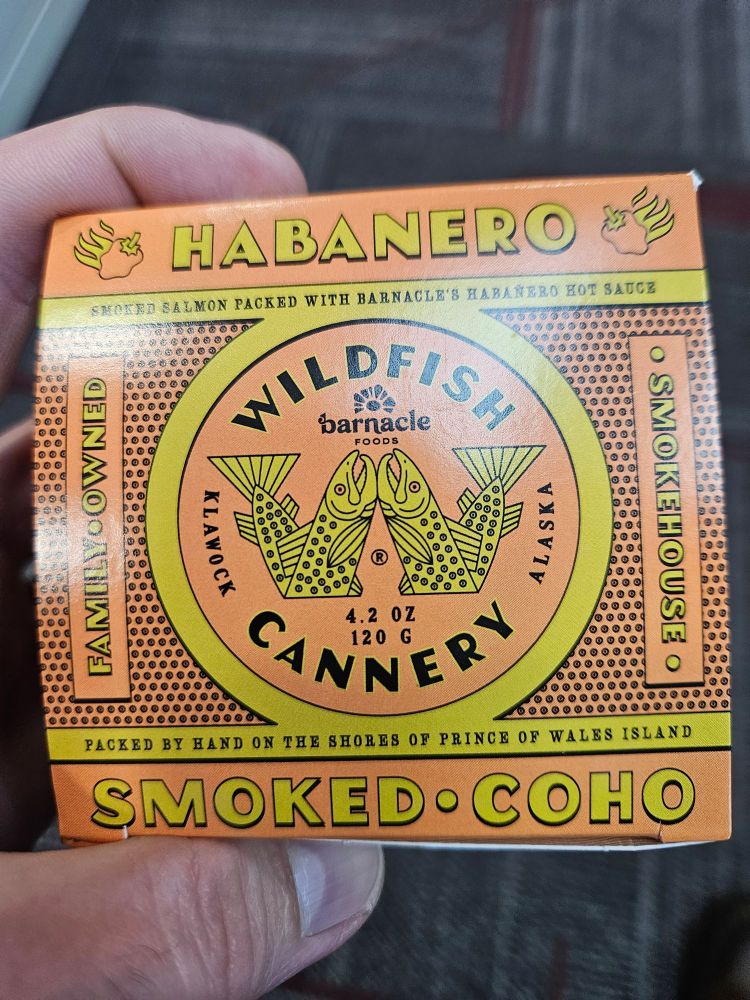 HABANERO
SMOKED SALMON PACKED WITH BARNACLE'S HABAÑERO HOT SAUCE
FAMILY•OWNED
WILDFISH
barnacle
FOODS
KLAWOCK
ALASKA
®
4.2 OZ
120 G
CANNERY
• SMOKEHOUSE •
PACKED BY HAND ON THE SHORES OF PRINCE OF WALES ISLAND
SMOKED•COHO